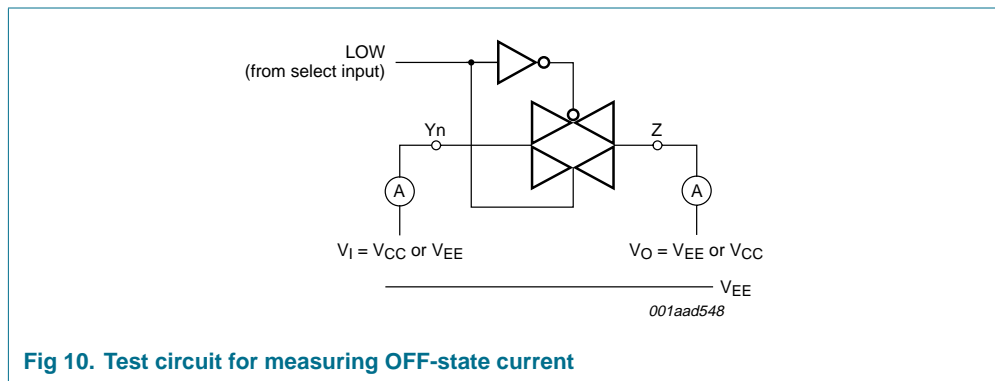 LOW
(from select input)
Yn
Z
A
A
VI = VCC or VEE
VO = VEE or VCC
VEE
001aad548
Fig 10. Test circuit for measuring OFF-state current